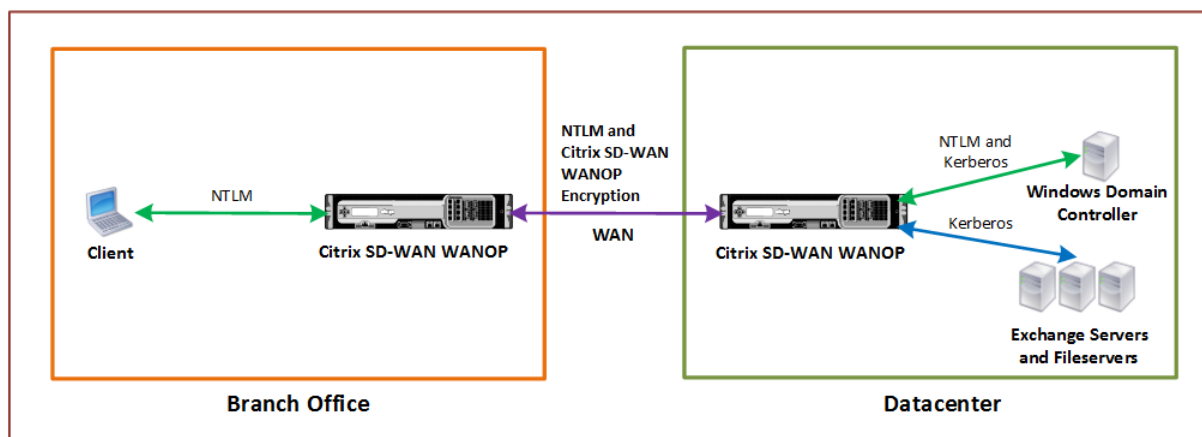 NTLM
Client
Citrix SD-WAN WANOP
NTLM and
Citrix SD-WAN
WANOP
Encryption
WAN
Citrix SD-WAN WANOP
NTLM and
Kerberos
Windows Domain
Controller
Kerberos
Exchange Servers
and Fileservers
Branch Office
Datacenter